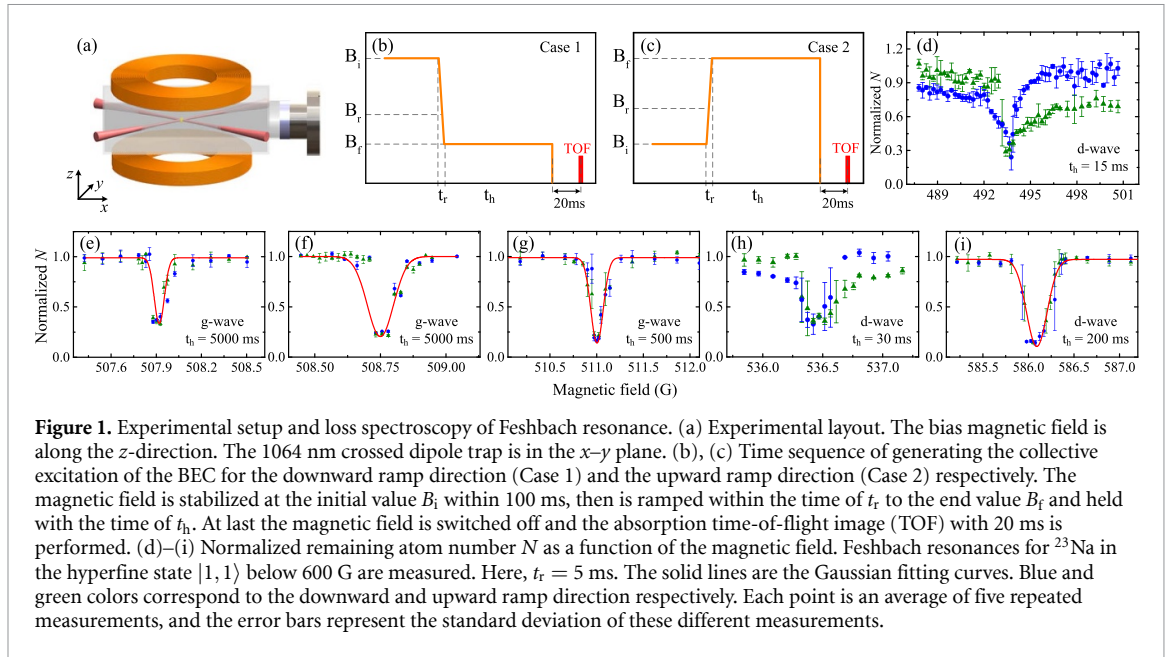 (a)
z
y
x
(b)
Case 1
B_i
B_r
B_f
TOF
t_r
t_h
20ms
(c)
Case 2
B_f
B_r
B_i
TOF
t_r
t_h
20ms
(d)
Normalized N
1.2
0.9
0.6
0.3
0.0
d-wave
t_h = 15 ms
489 492 495 498 501
(e)
Normalized N
1.0
0.5
0.0
g-wave
t_h = 5000 ms
507.6 507.9 508.2 508.5
(f)
1.0
0.5
0.0
g-wave
t_h = 5000 ms
508.50 508.75 509.00
(g)
1.0
0.5
0.0
g-wave
t_h = 500 ms
510.5 511.0 511.5 512.0
(h)
1.0
0.5
0.0
d-wave
t_h = 30 ms
536.0 536.5 537.0
(i)
1.0
0.5
0.0
d-wave
t_h = 200 ms
585.5 586.0 586.5 587.0
Magnetic field (G)
Figure 1. Experimental setup and loss spectroscopy of Feshbach resonance. (a) Experimental layout. The bias magnetic field is
along the z-direction. The 1064 nm crossed dipole trap is in the x–y plane. (b), (c) Time sequence of generating the collective
excitation of the BEC for the downward ramp direction (Case 1) and the upward ramp direction (Case 2) respectively. The
magnetic field is stabilized at the initial value B_i within 100 ms, then is ramped within the time of t_r to the end value B_f and held
with the time of t_h. At last the magnetic field is switched off and the absorption time-of-flight image (TOF) with 20 ms is
performed. (d)–(i) Normalized remaining atom number N as a function of the magnetic field. Feshbach resonances for ²³Na in
the hyperfine state |1, 1⟩ below 600 G are measured. Here, t_r = 5 ms. The solid lines are the Gaussian fitting curves. Blue and
green colors correspond to the downward and upward ramp direction respectively. Each point is an average of five repeated
measurements, and the error bars represent the standard deviation of these different measurements.